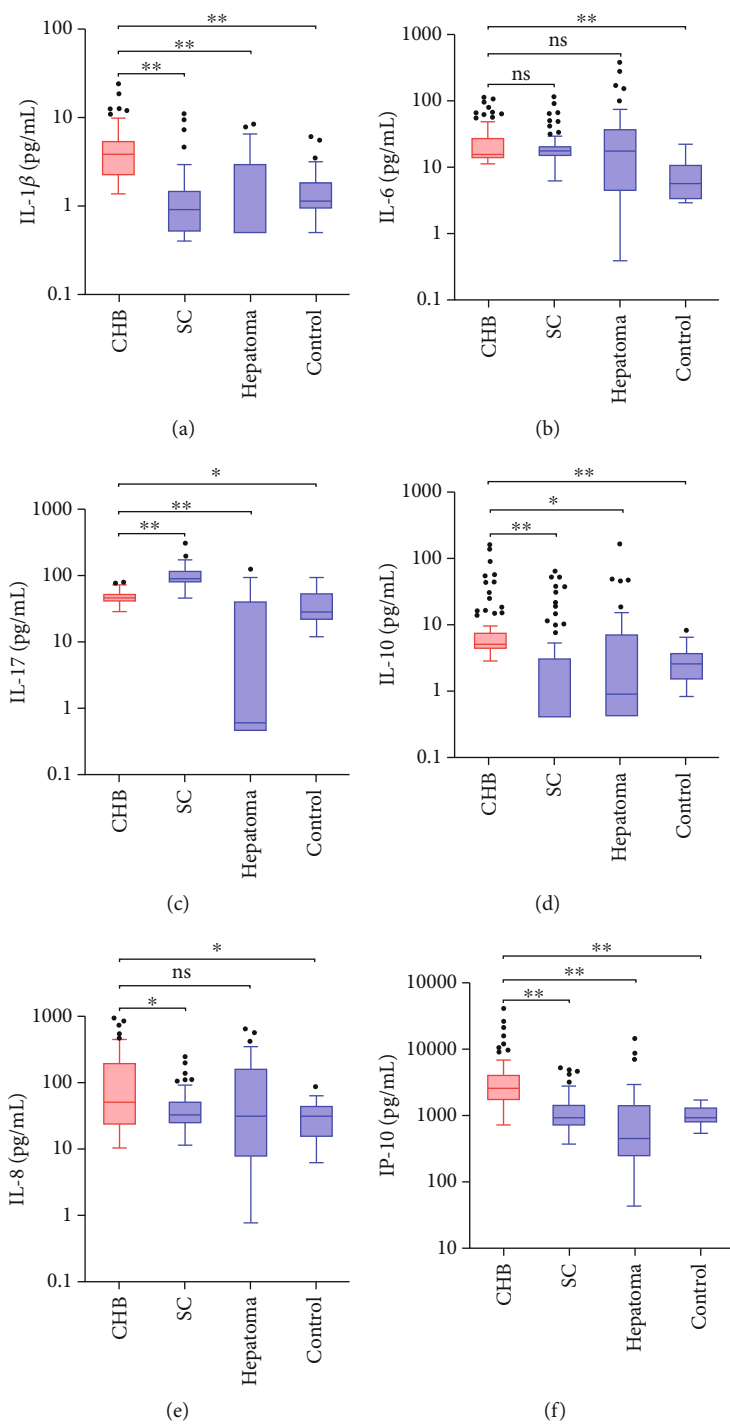 **
**
**
100
10
1
0.1
IL-1β (pg/mL)
CHB
SC
Hepatoma
Control
(a)
**
ns
ns
1000
100
10
1
0.1
IL-6 (pg/mL)
CHB
SC
Hepatoma
Control
(b)
*
**
**
1000
100
10
1
0.1
IL-17 (pg/mL)
CHB
SC
Hepatoma
Control
(c)
**
*
**
1000
100
10
1
0.1
IL-10 (pg/mL)
CHB
SC
Hepatoma
Control
(d)
*
ns
*
1000
100
10
1
0.1
IL-8 (pg/mL)
CHB
SC
Hepatoma
Control
(e)
**
**
**
10000
10000
1000
100
10
IP-10 (pg/mL)
CHB
SC
Hepatoma
Control
(f)